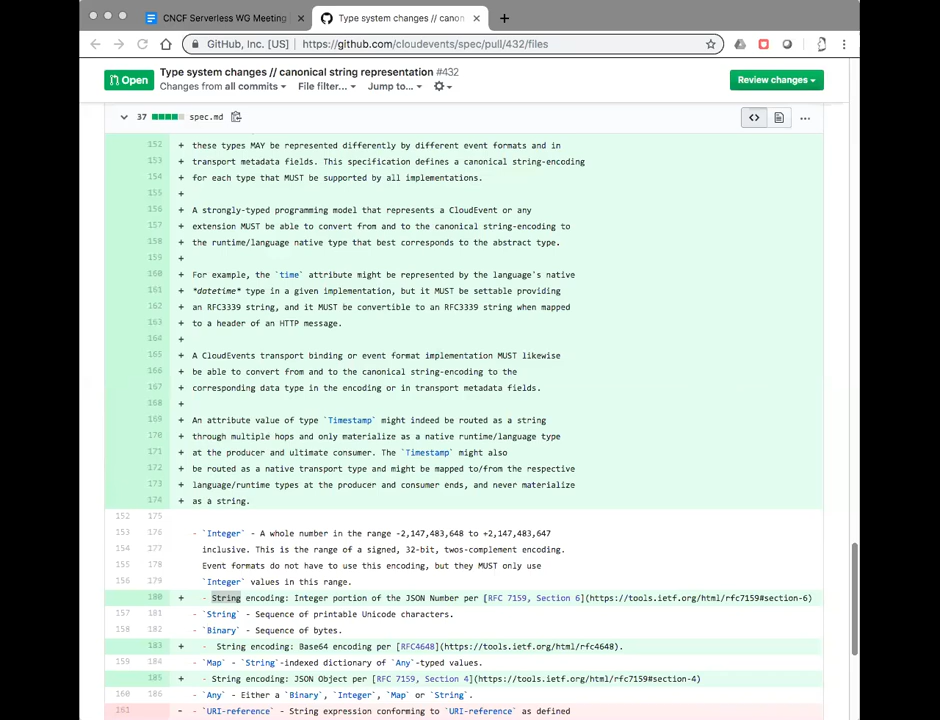 CNCF Serverless WG Meeting
Type system changes // canon
GitHub, Inc. [US] | https://github.com/cloudevents/spec/pull/432/files
Open
Type system changes // canonical string representation #432
Changes from all commits File filter... Jump to...
Review changes
37 spec.md
152 + these types MAY be represented differently by different event formats and in
153 + transport metadata fields. This specification defines a canonical string-encoding
154 + for each type that MUST be supported by all implementations.
155 +
156 + A strongly-typed programming model that represents a CloudEvent or any
157 + extension MUST be able to convert from and to the canonical string-encoding to
158 + the runtime/language native type that best corresponds to the abstract type.
159 +
160 + For example, the `time` attribute might be represented by the language's native
161 + *datetime* type in a given implementation, but it MUST be settable providing
162 + an RFC3339 string, and it MUST be convertible to an RFC3339 string when mapped
163 + to a header of an HTTP message.
164 +
165 + A CloudEvents transport binding or event format implementation MUST likewise
166 + be able to convert from and to the canonical string-encoding to the
167 + corresponding data type in the encoding or in transport metadata fields.
168 +
169 + An attribute value of type `Timestamp` might indeed be routed as a string
170 + through multiple hops and only materialize as a native runtime/language type
171 + at the producer and ultimate consumer. The `Timestamp` might also
172 + be routed as a native transport type and might be mapped to/from the respective
173 + language/runtime types at the producer and consumer ends, and never materialize
174 + as a string.
152 175
153 176 - `Integer` - A whole number in the range -2,147,483,648 to +2,147,483,647
154 177 inclusive. This is the range of a signed, 32-bit, twos-complement encoding.
155 178 Event formats do not have to use this encoding, but they MUST only use
156 179 `Integer` values in this range.
180 + - String encoding: Integer portion of the JSON Number per [RFC 7159, Section 6](https://tools.ietf.org/html/rfc7159#section-6)
157 181 - `String` - Sequence of printable Unicode characters.
158 182 - `Binary` - Sequence of bytes.
183 + - String encoding: Base64 encoding per [RFC4648](https://tools.ietf.org/html/rfc4648).
159 184 - `Map` - `String`-indexed dictionary of `Any`-typed values.
185 + - String encoding: JSON Object per [RFC 7159, Section 4](https://tools.ietf.org/html/rfc7159#section-4)
160 186 - `Any` - Either a `Binary`, `Integer`, `Map` or `String`.
161 - - `URI-reference` - String expression conforming to `URI-reference` as defined